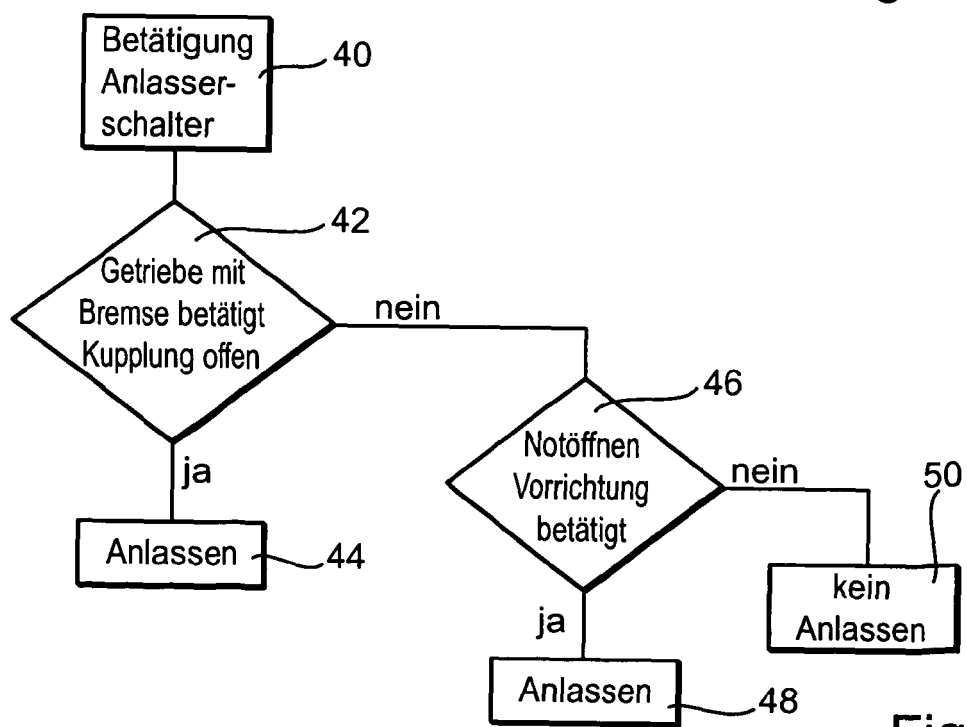 Betätigung
Anlasser-
schalter
40
42
Getriebe mit
Bremse betätigt
Kupplung offen
nein
ja
Anlassen
44
46
Notöffnen
Vorrichtung
betätigt
nein
50
kein
Anlassen
ja
Anlassen
48